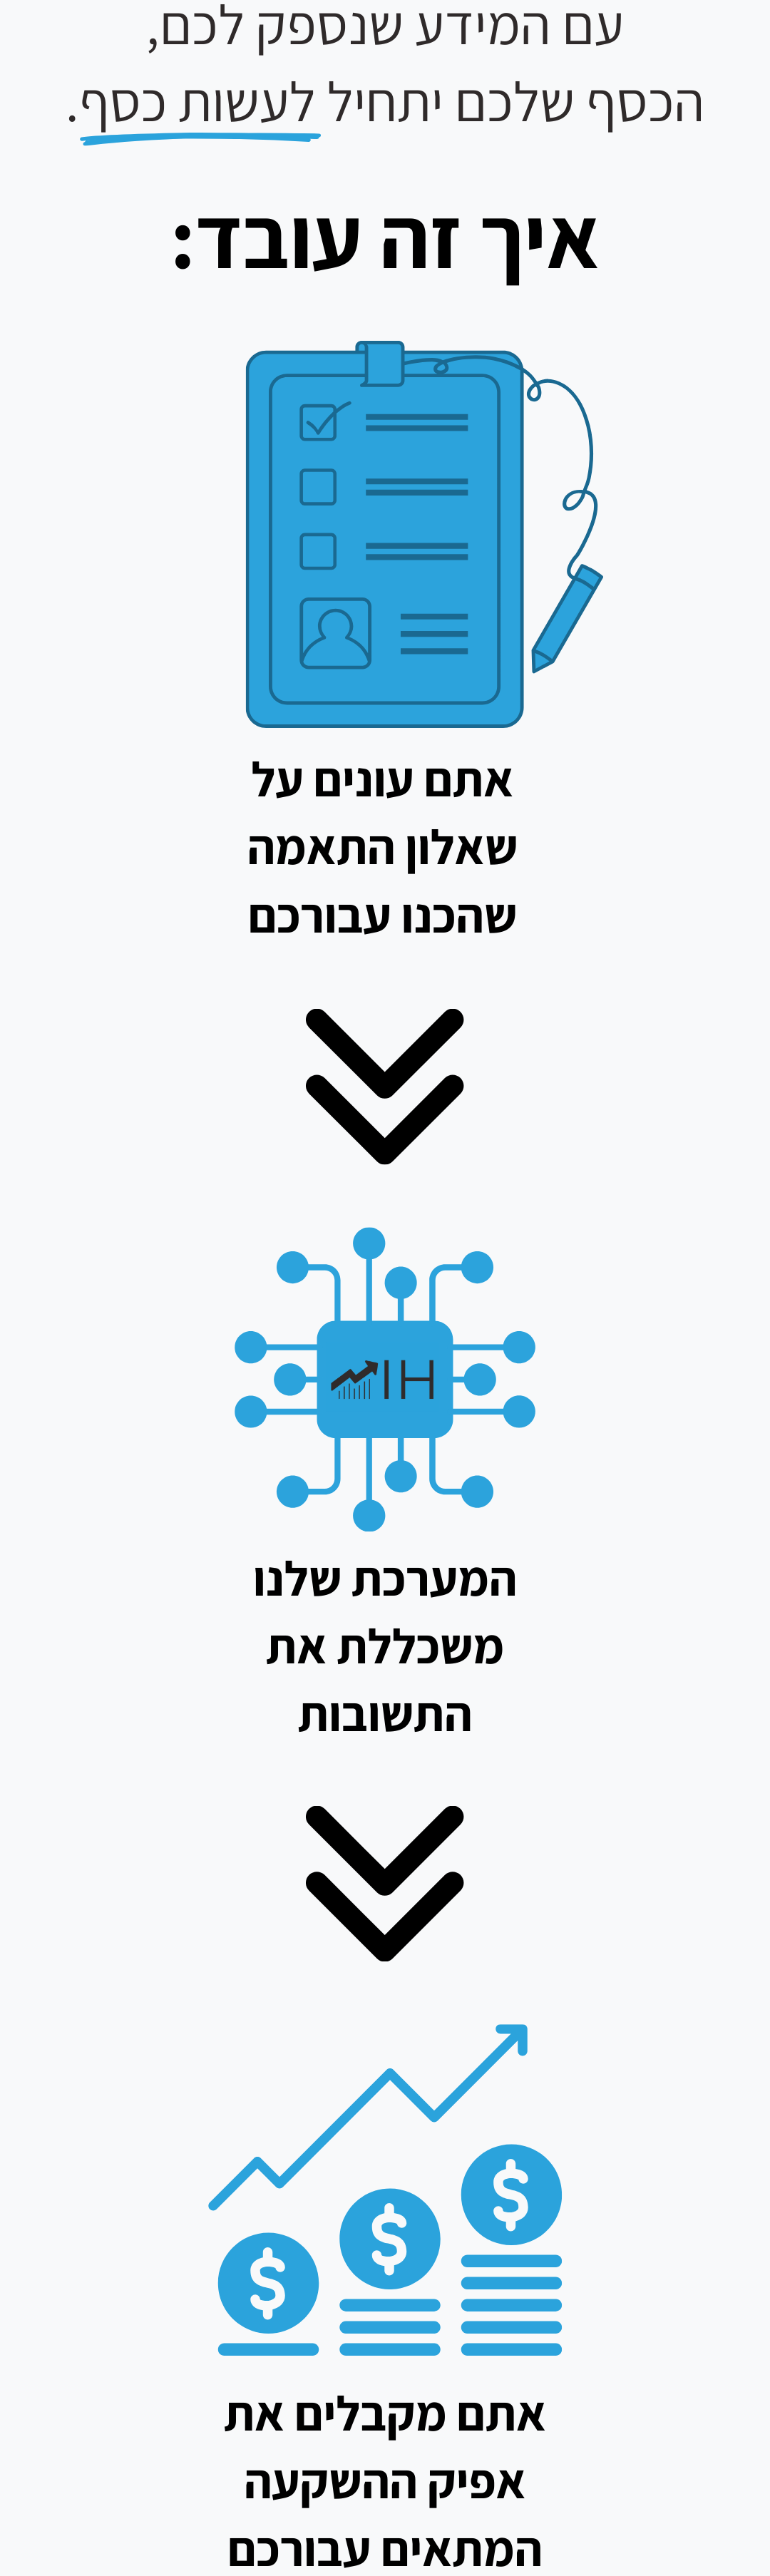 עם המידע שנספק לכם,
הכסף שלכם יתחיל לעשות כסף.
איך זה עובד:
אתם עונים על
שאלון התאמה
שהכנו עבורכם
IH
המערכת שלנו
משכללת את
התשובות
$
$
$
אתם מקבלים את
אפיק ההשקעה
המתאים עבורכם